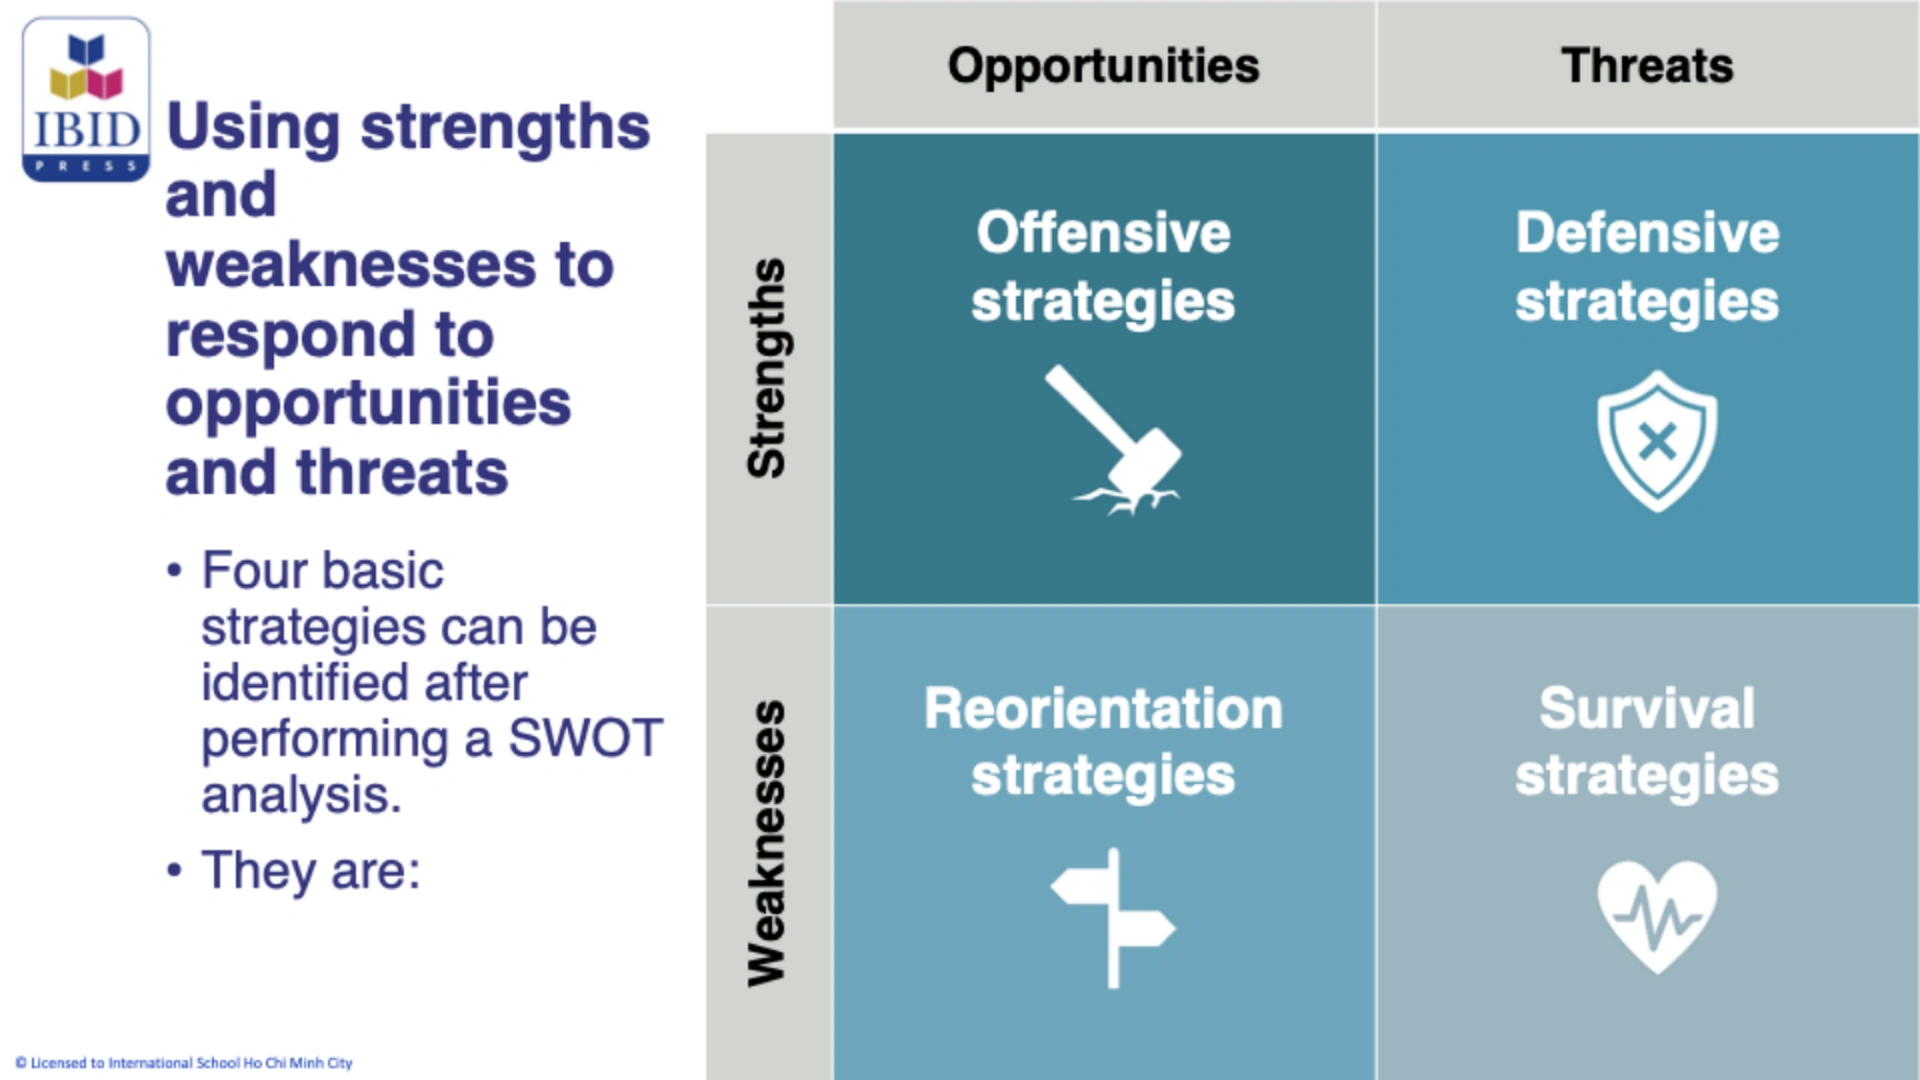 IBID
PRESS
Using strengths
and
weaknesses to
respond to
opportunities
and threats
• Four basic
strategies can be
identified after
performing a SWOT
analysis.
• They are:
Opportunities
Threats
Strengths
Offensive
strategies
Defensive
strategies
Weaknesses
Reorientation
strategies
Survival
strategies
© Licensed to International School Ho Chi Minh City